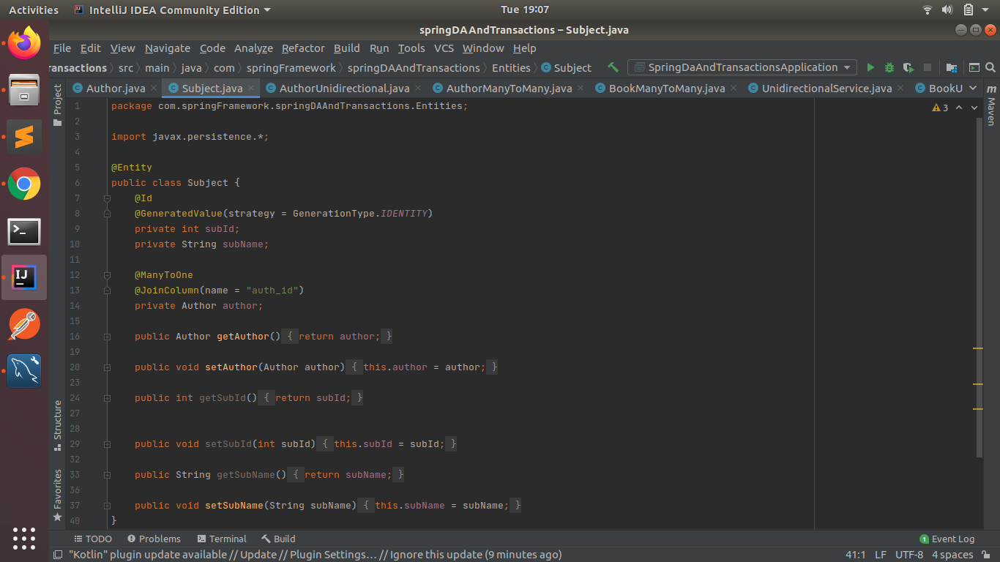 Activities IntelliJ IDEA Community Edition Tue 19:07
springDAAndTransactions – Subject.java
File Edit View Navigate Code Analyze Refactor Build Run Tools VCS Window Help
ransactions src main java com springFramework springDAAndTransactions Entities Subject SpringDaAndTransactionsApplication
Author.java Subject.java AuthorUnidirectional.java AuthorManyToMany.java BookManyToMany.java UnidirectionalService.java BookU
Project
Structure
Favorites
Maven
3
1 package com.springFramework.springDAAndTransactions.Entities;
2
3 import javax.persistence.*;
4
5 @Entity
6 public class Subject {
7 @Id
8 @GeneratedValue(strategy = GenerationType.IDENTITY)
9 private int subId;
10 private String subName;
11
12 @ManyToOne
13 @JoinColumn(name = "auth_id")
14 private Author author;
15
16 public Author getAuthor() { return author; }
19
20 public void setAuthor(Author author) { this.author = author; }
23
24 public int getSubId() { return subId; }
27
28
29 public void setSubId(int subId) { this.subId = subId; }
32
33 public String getSubName() { return subName; }
36
37 public void setSubName(String subName) { this.subName = subName; }
40 }
TODO Problems Terminal Build 1 Event Log
"Kotlin" plugin update available // Update // Plugin Settings... // Ignore this update (9 minutes ago) 41:1 LF UTF-8 4 spaces